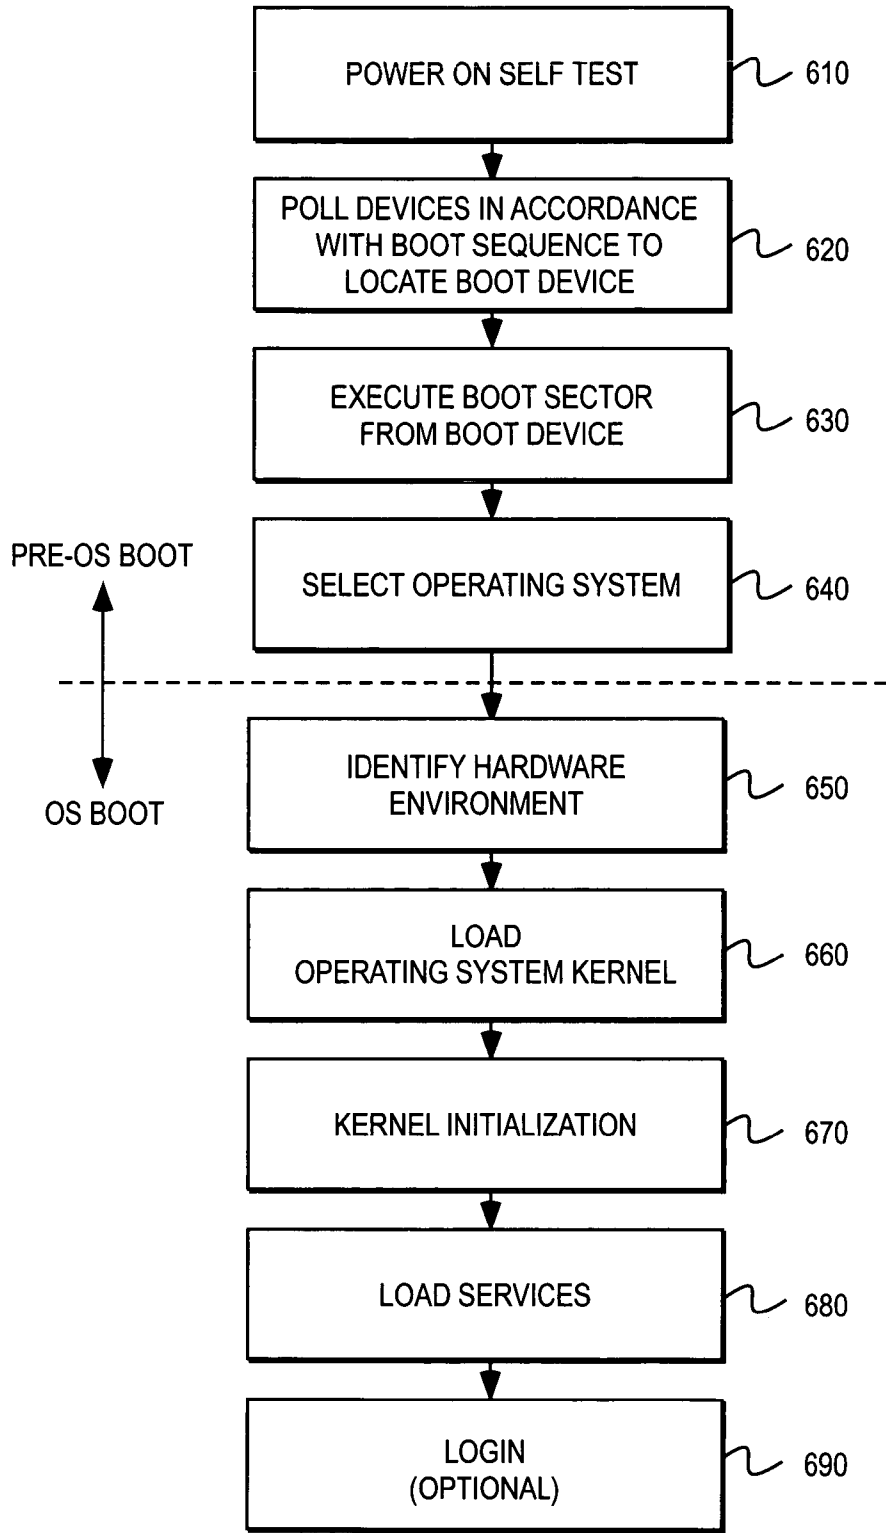 POWER ON SELF TEST
610
POLL DEVICES IN ACCORDANCE
WITH BOOT SEQUENCE TO
LOCATE BOOT DEVICE
620
EXECUTE BOOT SECTOR
FROM BOOT DEVICE
630
PRE-OS BOOT
SELECT OPERATING SYSTEM
640
OS BOOT
IDENTIFY HARDWARE
ENVIRONMENT
650
LOAD
OPERATING SYSTEM KERNEL
660
KERNEL INITIALIZATION
670
LOAD SERVICES
680
LOGIN
(OPTIONAL)
690